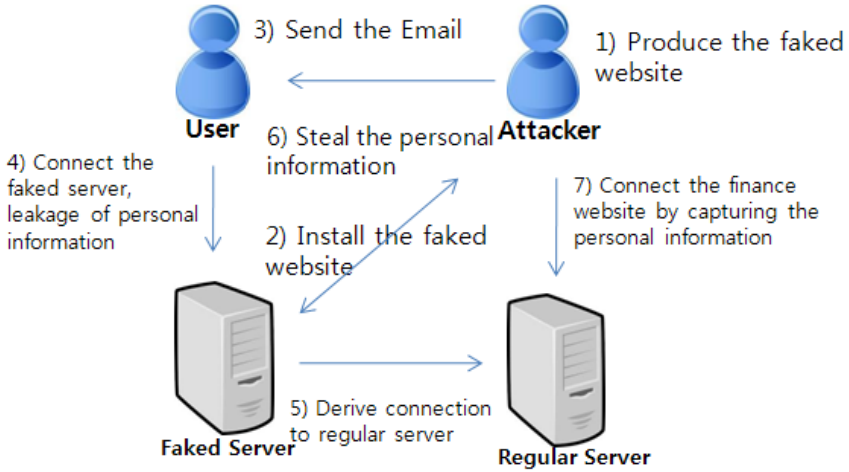 3) Send the Email
1) Produce the faked
website
User
Attacker
6) Steal the personal
information
4) Connect the
faked server,
leakage of personal
information
7) Connect the finance
website by capturing the
personal information
2) Install the faked
website
5) Derive connection
to regular server
Faked Server
Regular Server